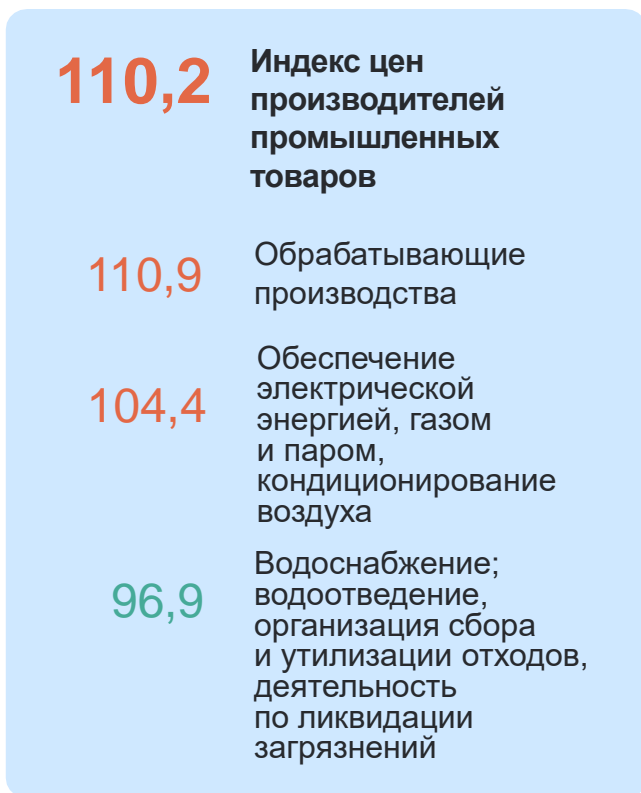 110,2
Индекс цен
производителей
промышленных
товаров
110,9
Обрабатывающие
производства
104,4
Обеспечение
электрической
энергией, газом
и паром,
кондиционирование
воздуха
96,9
Водоснабжение;
водоотведение,
организация сбора
и утилизации отходов,
деятельность
по ликвидации
загрязнений